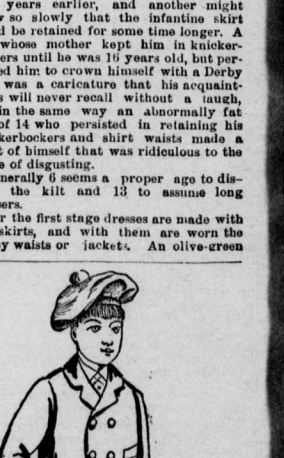 years earlier, and another might
so slowly that the infantine skirt
be retained for some time longer. A
whose mother kept him in knicker-
ers until he was 16 years old, but per-
ed him to crown himself with a Derby
was a caricature that his acquaint-
s will never recall without a laugh,
in the same way an abnormally fat
of 14 who persisted in retaining his
kerbockers and shirt waists made a
t of himself that was ridiculous to the
e of disgusting.
nerally 6 seems a proper age to dis-
the kilt and 13 to assume long
sers.
r the first stage dresses are made with
skirts, and with them are worn the
y waists or jackets. An olive-green